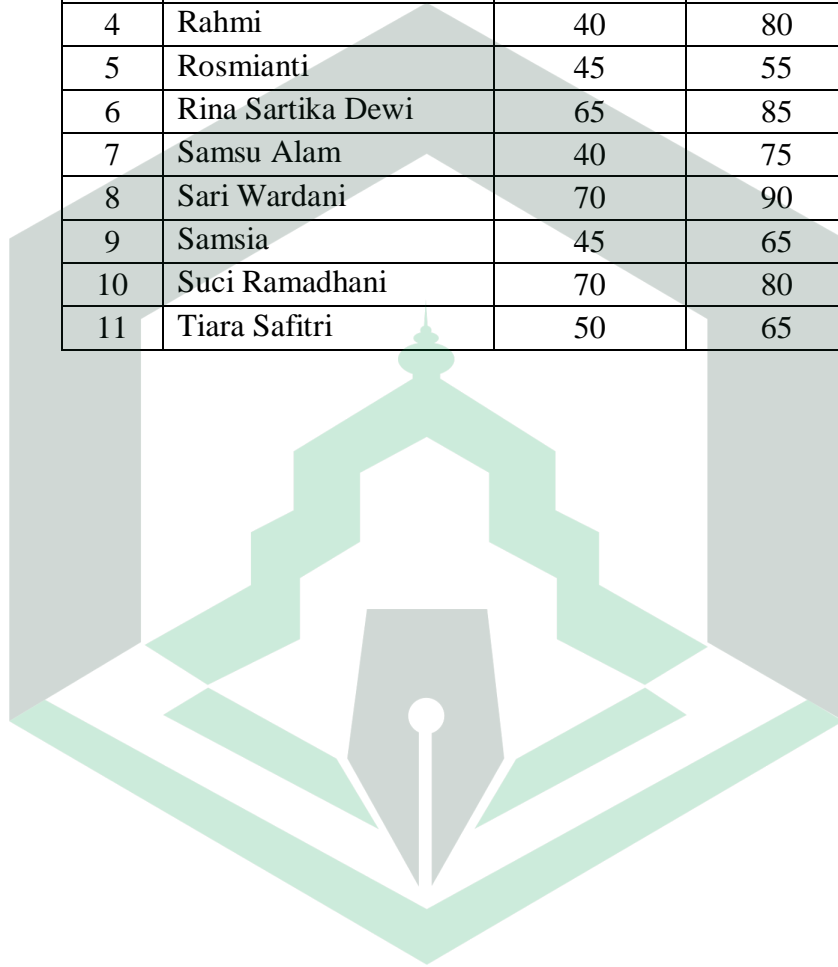 4 Rahmi 40 80
5 Rosmianti 45 55
6 Rina Sartika Dewi 65 85
7 Samsu Alam 40 75
8 Sari Wardani 70 90
9 Samsia 45 65
10 Suci Ramadhani 70 80
11 Tiara Safitri 50 65